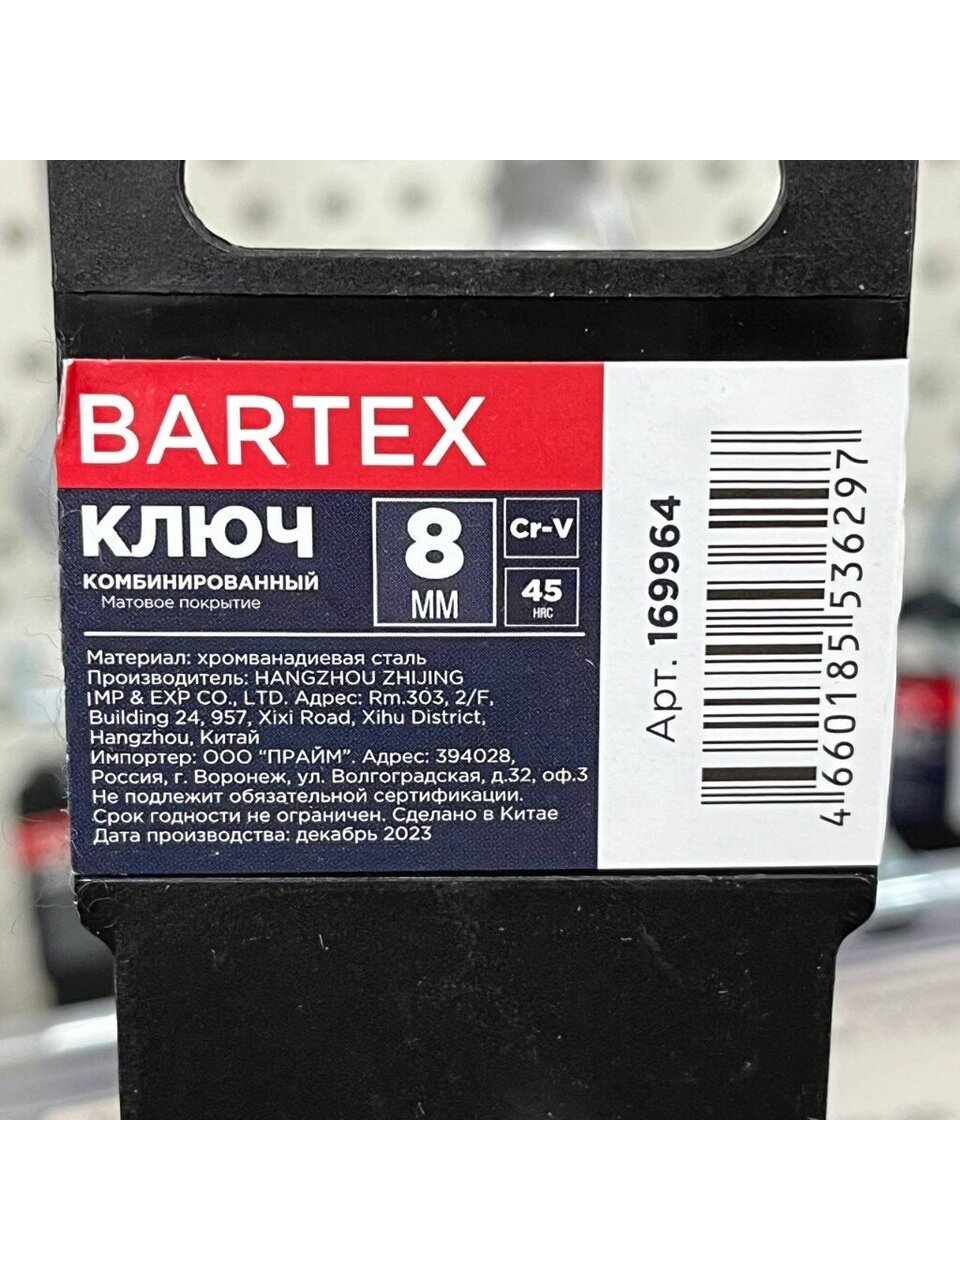 BARTEX
КЛЮЧ
КОМБИНИРОВАННЫЙ
Матовое покрытие
8
ММ
Cr-V
45
HRC
Материал: хромванадиевая сталь
Производитель: HANGZHOU ZHIJING
IMP & EXP CO., LTD. Адрес: Rm.303, 2/F,
Building 24, 957, Xixi Road, Xihu District,
Hangzhou, Китай
Импортер: ООО “ПРАЙМ”. Адрес: 394028,
Россия, г. Воронеж, ул. Волгоградская, д.32, оф.3
Не подлежит обязательной сертификации.
Срок годности не ограничен. Сделано в Китае
Дата производства: декабрь 2023
Арт. 169964
4660185536297